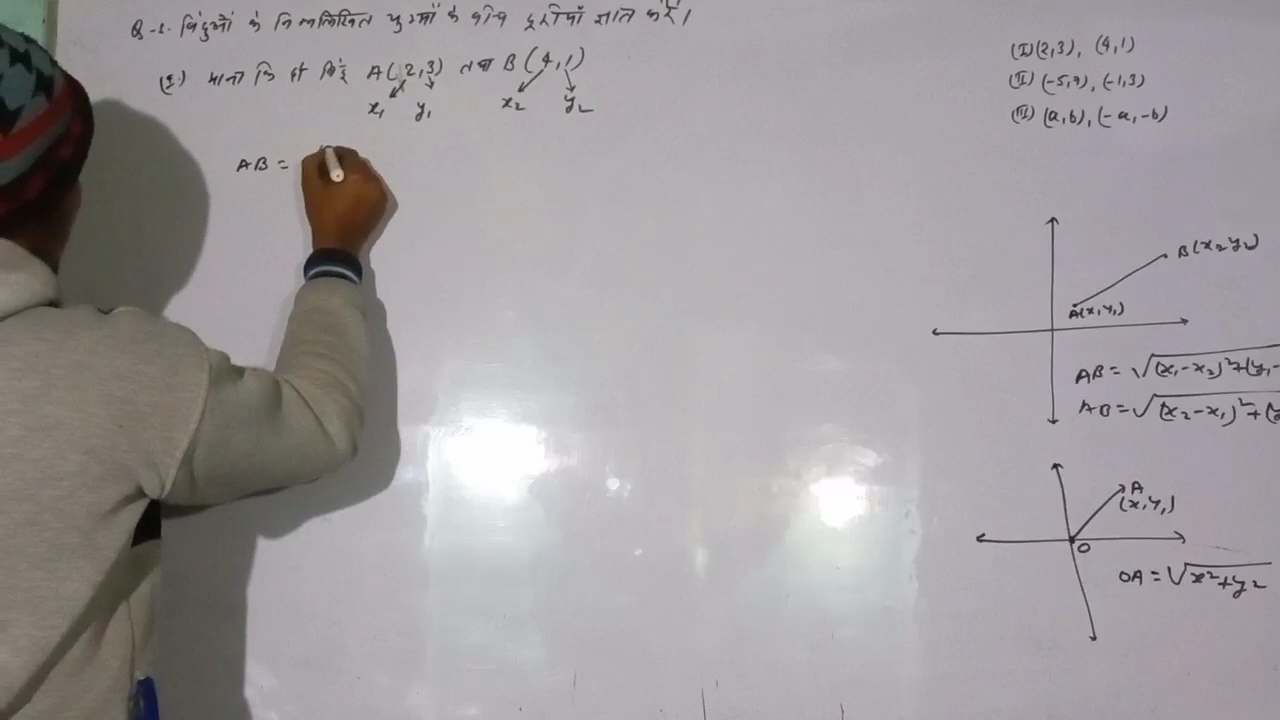 Q-1. बिंदुओं के निम्नलिखित युग्मों के बीच दूरियाँ ज्ञात करें।
(I) माना कि दो बिंदु A(2,3) तथा B(4,1)
x₁ y₁ x₂ y₂
AB =
(I) (2,3), (4,1)
(II) (-5,7), (-1,3)
(III) (a,b), (-a,-b)
B(x₂ y₂)
A(x₁ y₁)
AB = √(x₁-x₂)²+(y₁-
AB = √(x₂-x₁)²+(y
A
(x₁ y₁)
O
OA = √x²+y²